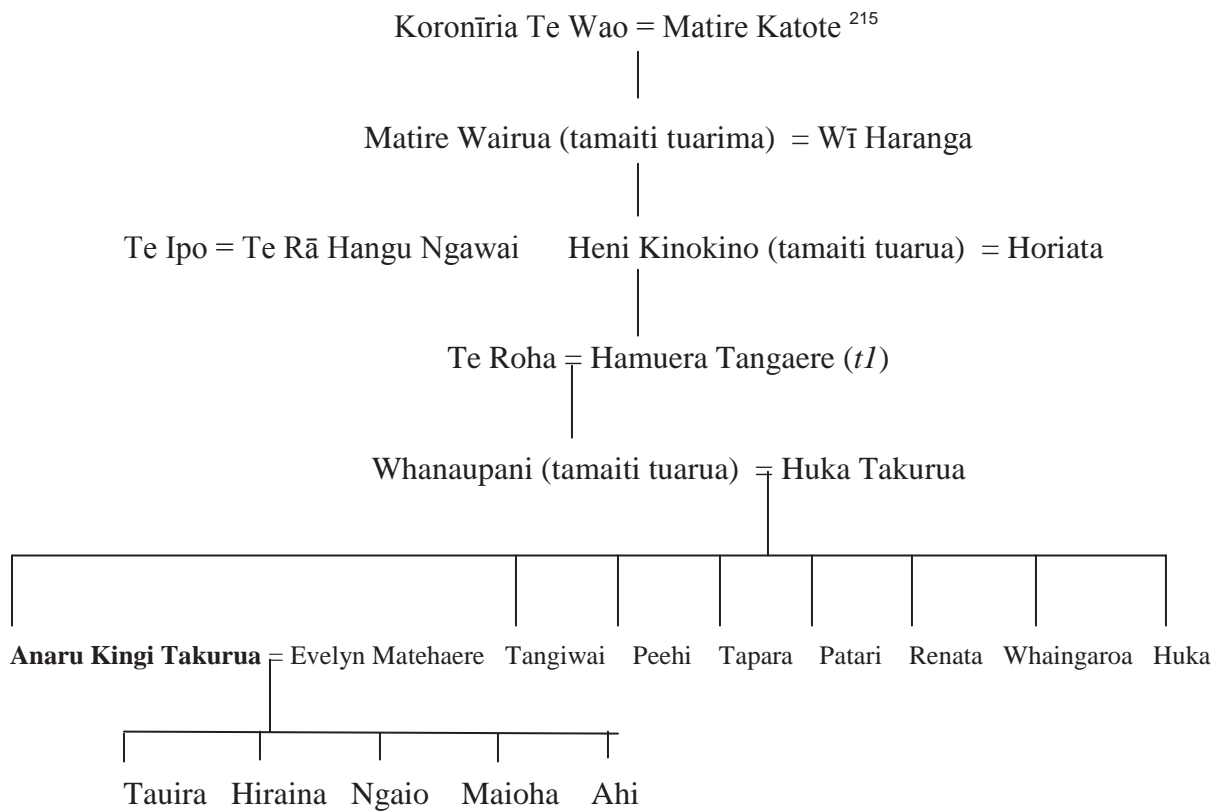 Koronīria Te Wao = Matire Katote 215
Matire Wairua (tamaiti tuarima) = Wī Haranga
Te Ipo = Te Rā Hangu Ngawai Heni Kinokino (tamaiti tuarua) = Horiata
Te Roha = Hamuera Tangaere (t1)
Whanaupani (tamaiti tuarua) = Huka Takurua
Anaru Kingi Takurua = Evelyn Matehaere Tangiwai Peehi Tapara Patari Renata Whaingaroa Huka
Tauira Hiraina Ngaio Maioha Ahi